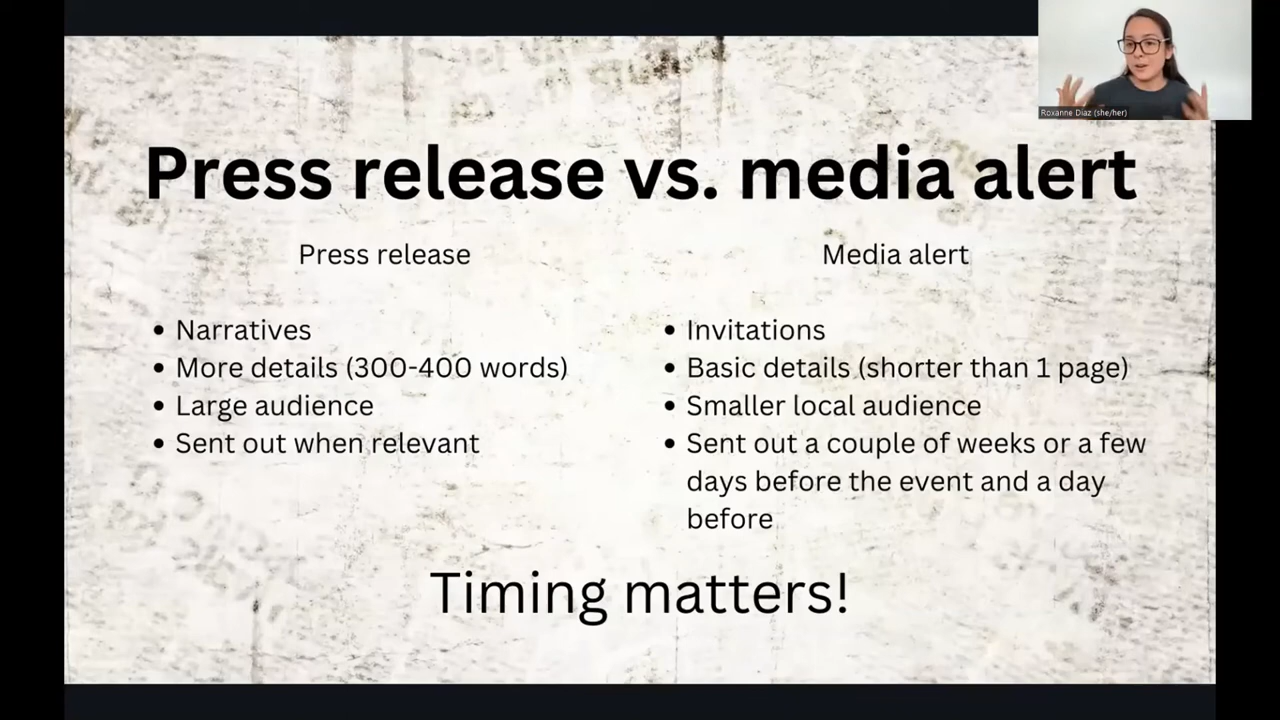 Roxanne Diaz (she/her)
Press release vs. media alert
Press release
• Narratives
• More details (300-400 words)
• Large audience
• Sent out when relevant
Media alert
• Invitations
• Basic details (shorter than 1 page)
• Smaller local audience
• Sent out a couple of weeks or a few
days before the event and a day
before
Timing matters!